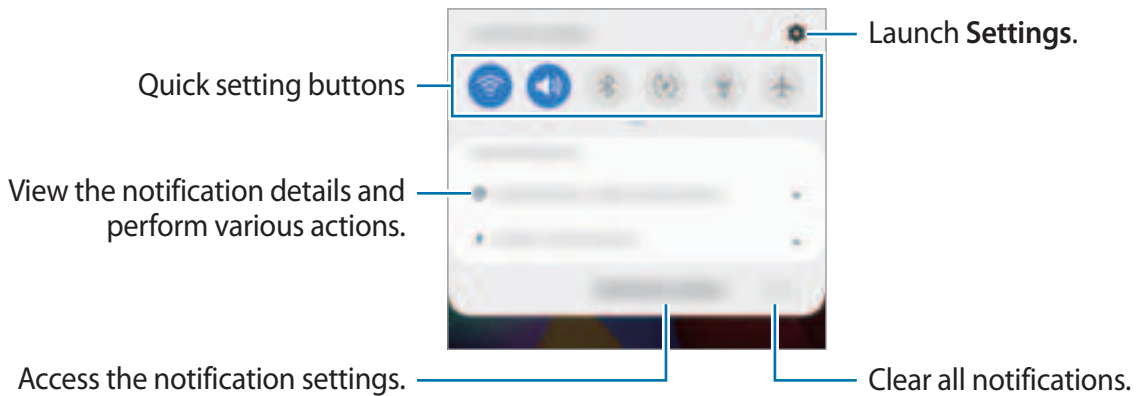 Launch Settings.
Quick setting buttons
View the notification details and
perform various actions.
Access the notification settings.
Clear all notifications.